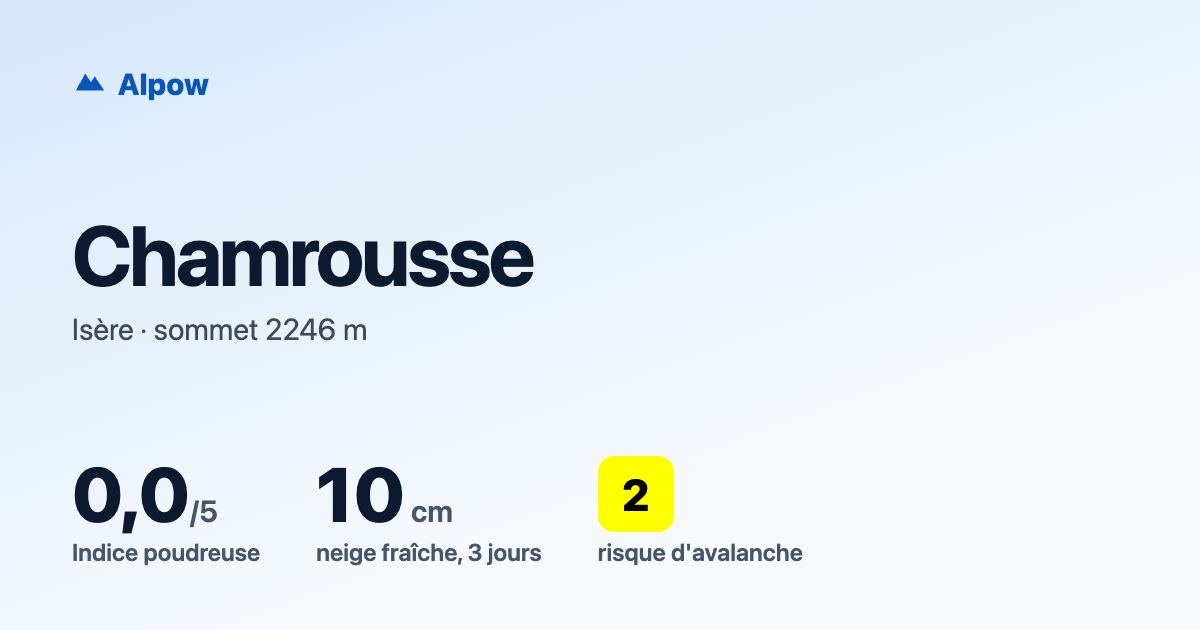 Alpow
Chamrousse
Isère · sommet 2246 m
0,0/5
Indice poudreuse
10 cm
neige fraîche, 3 jours
2
risque d'avalanche